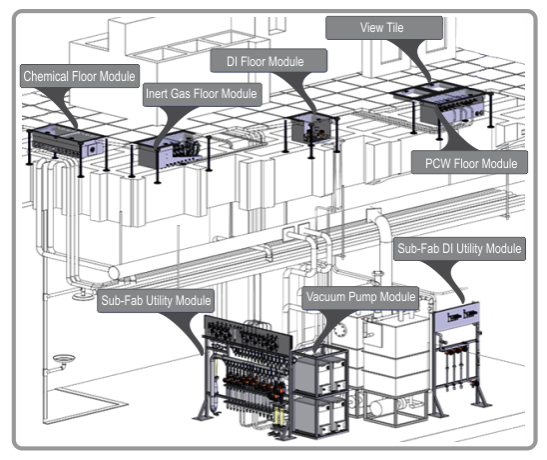 View Tile
DI Floor Module
Chemical Floor Module
Inert Gas Floor Module
PCW Floor Module
Sub-Fab DI Utility Module
Sub-Fab Utility Module
Vacuum Pump Module